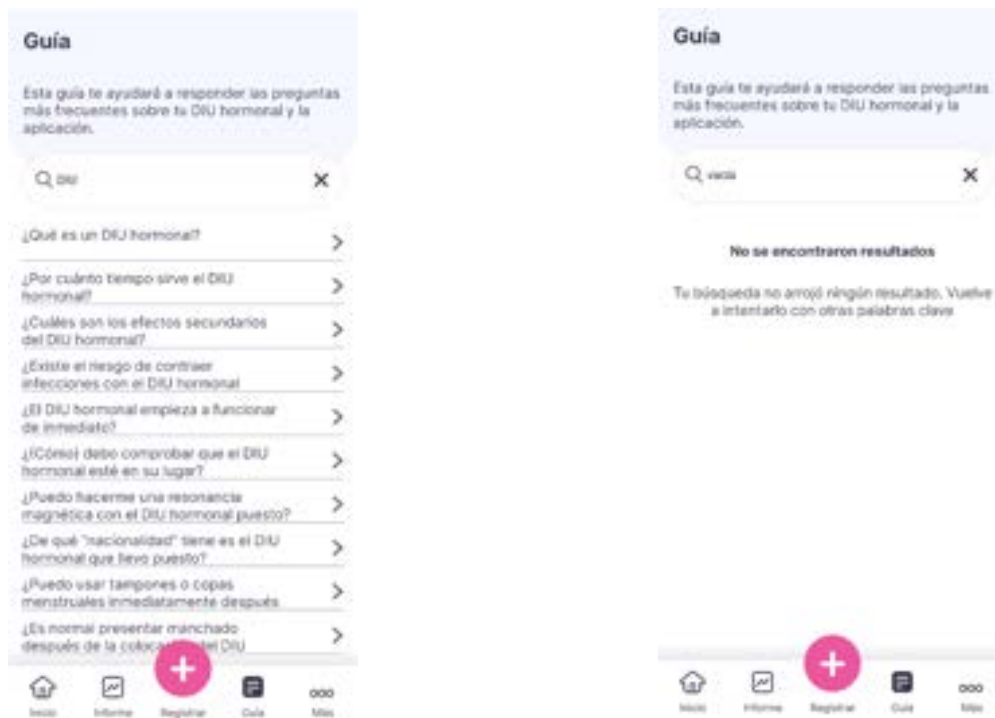 Guía
Esta guía te ayudará a responder las preguntas
más frecuentes sobre tu DIU hormonal y la
aplicación.
DIU
¿Qué es un DIU hormonal?
¿Por cuánto tiempo sirve el DIU
hormonal?
¿Cuáles son los efectos secundarios
del DIU hormonal?
¿Existe el riesgo de contraer
infecciones con el DIU hormonal
¿El DIU hormonal empieza a funcionar
de inmediato?
¿(Cómo) debo comprobar que el DIU
hormonal esté en su lugar?
¿Puedo hacerme una resonancia
magnética con el DIU hormonal puesto?
¿De qué "nacionalidad" tiene es el DIU
hormonal que llevo puesto?
¿Puedo usar tampones o copas
menstruales inmediatamente después
¿Es normal presentar manchado
después de la coloca del DIU
Inicio
Informe
Registrar
Guía
Más
Guía
Esta guía te ayudará a responder las preguntas
más frecuentes sobre tu DIU hormonal y la
aplicación.
No se encontraron resultados
Tu búsqueda no arrojó ningún resultado. Vuelve
a intentarlo con otras palabras clave
Inicio
Informe
Registrar
Guía
Más